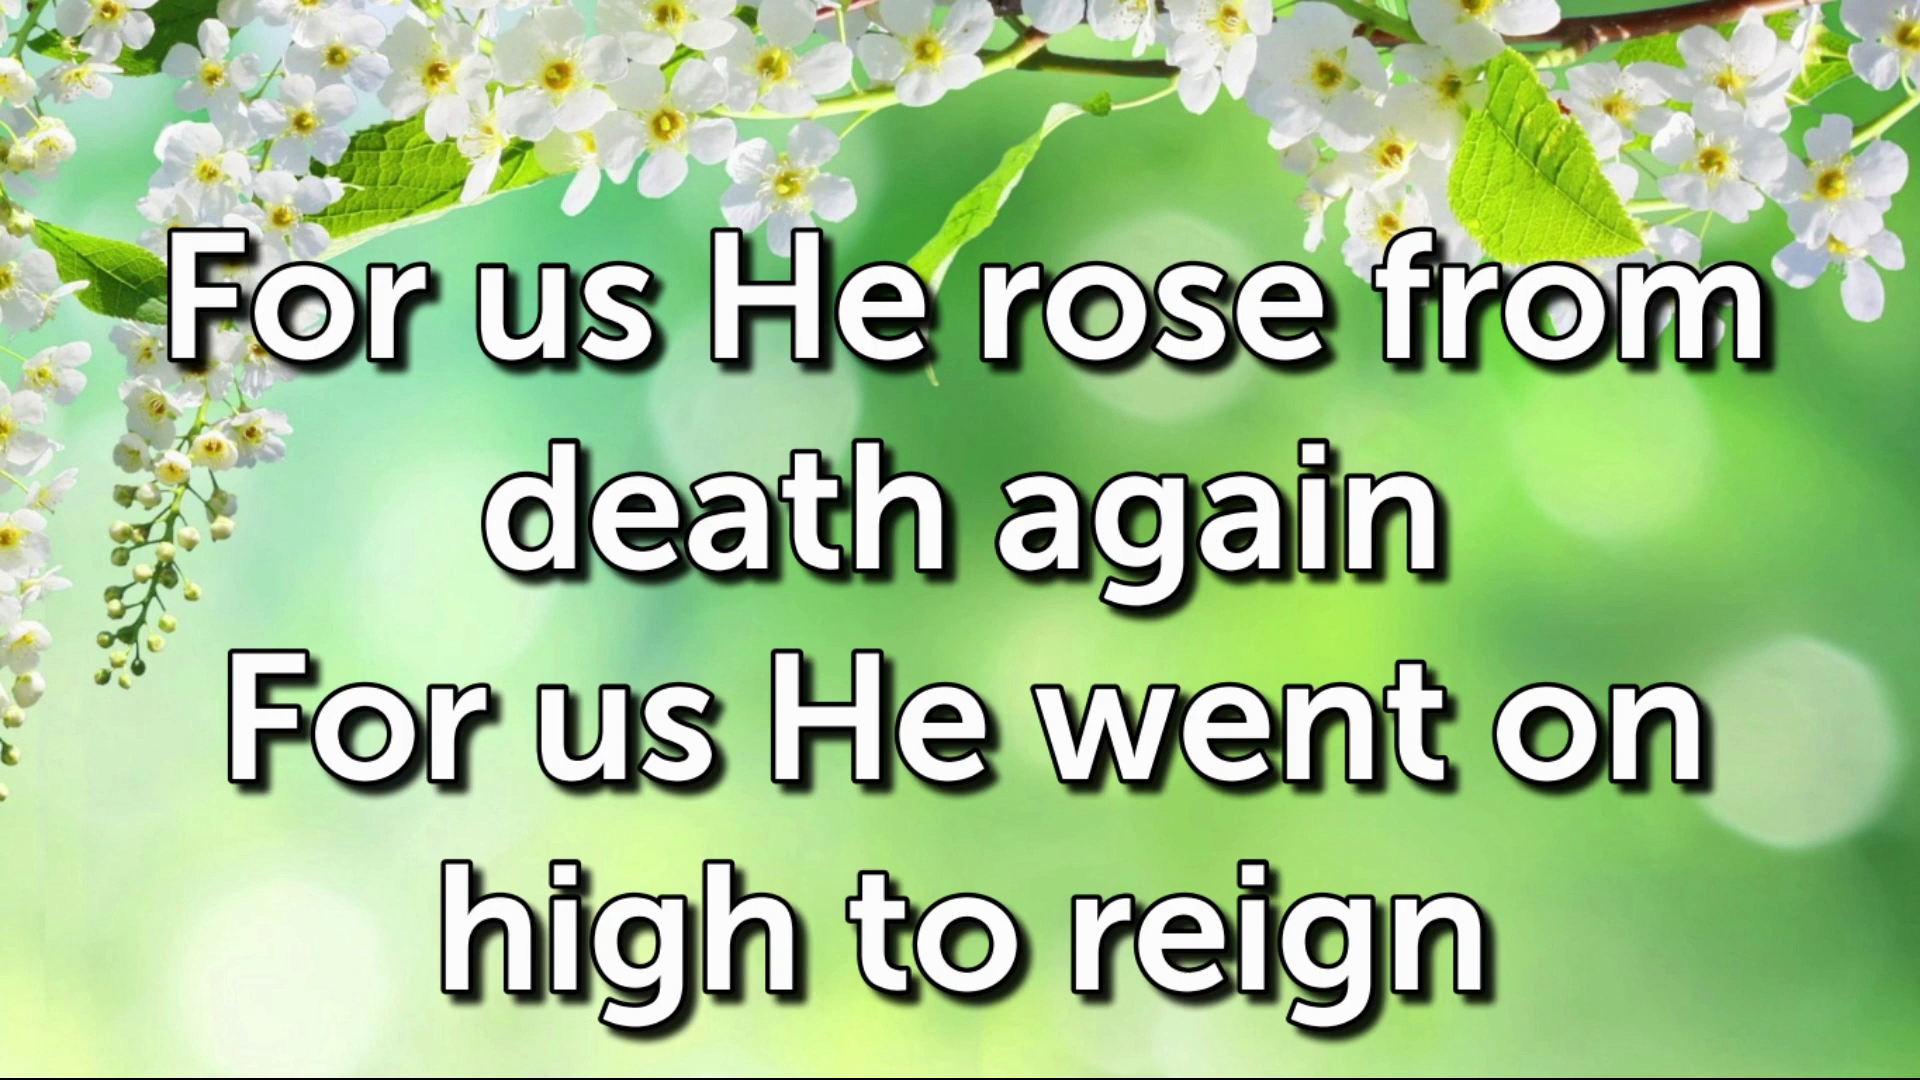 For us He rose from
death again
For us He went on
high to reign